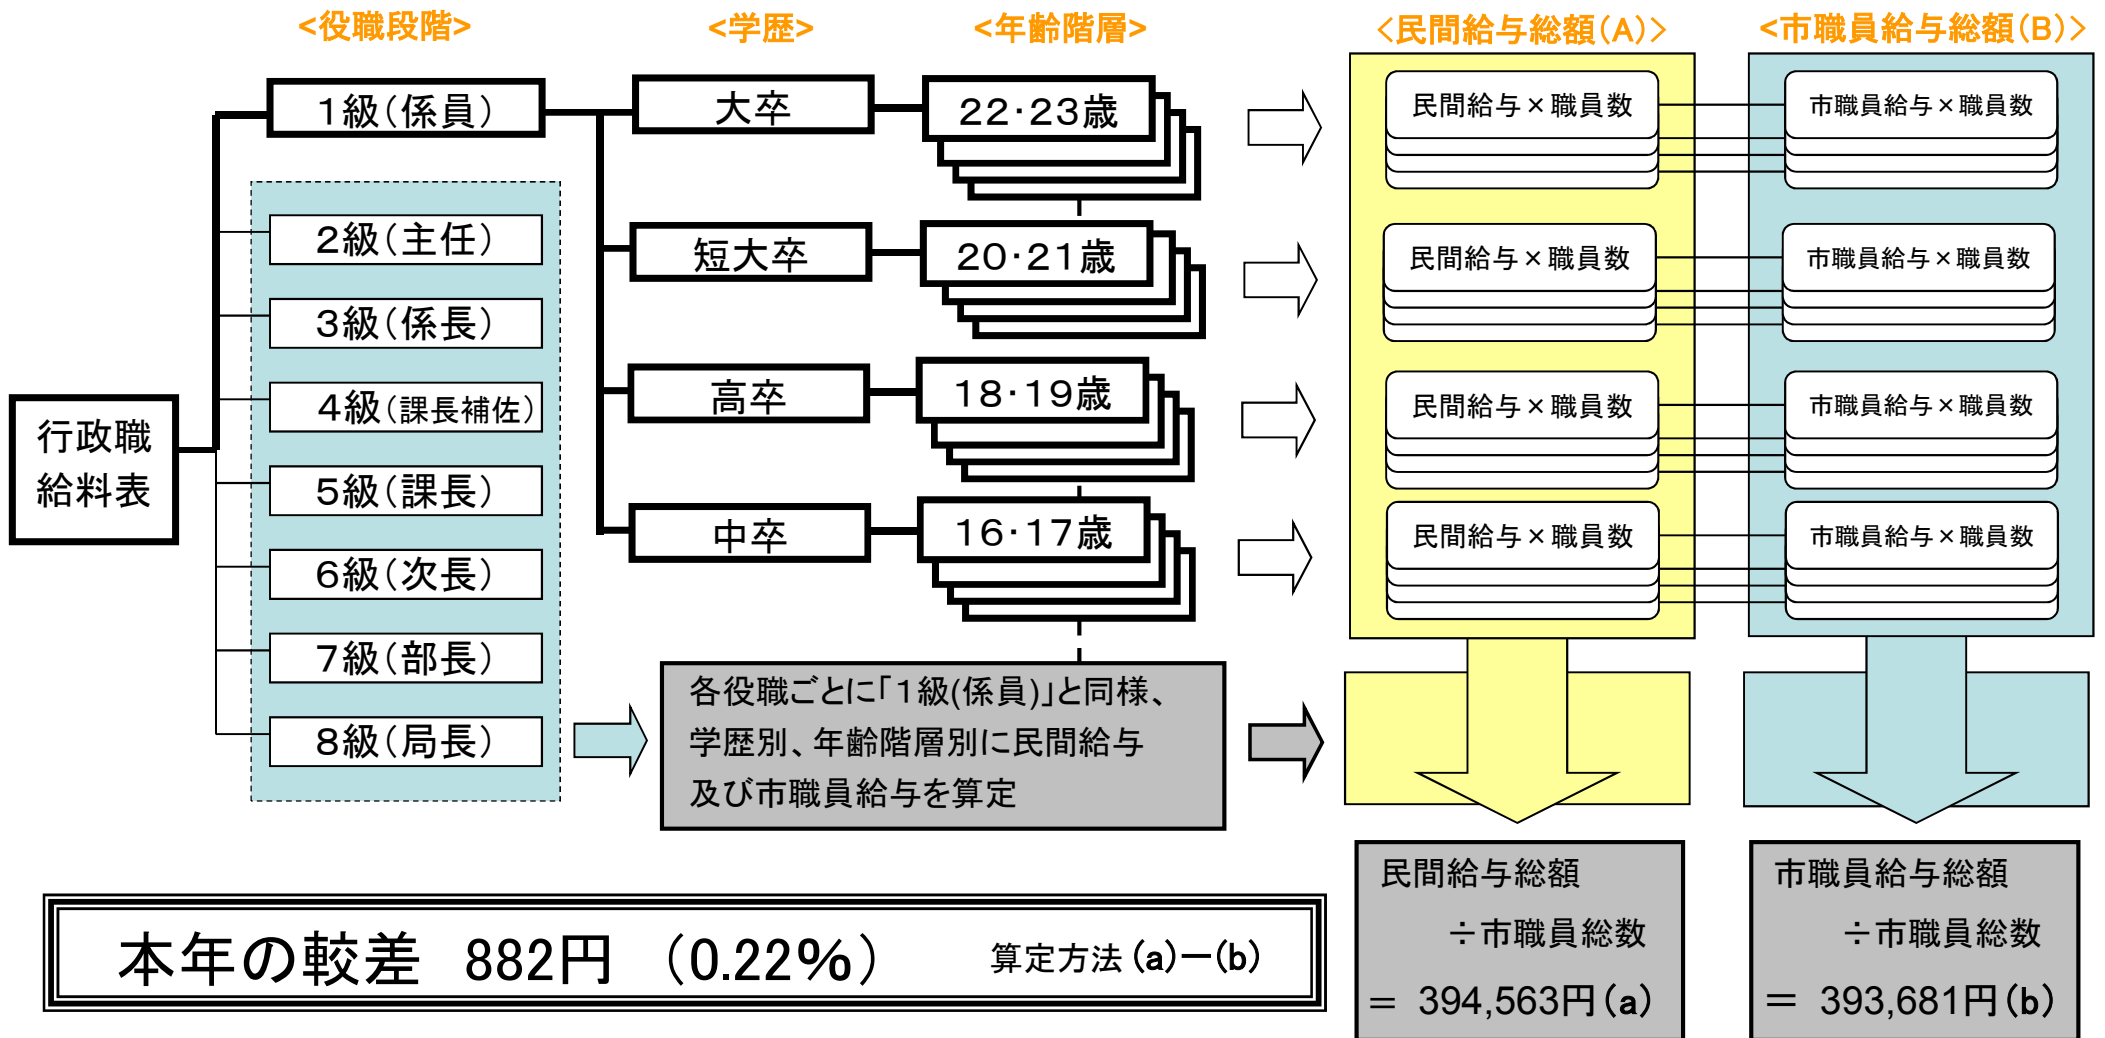 <役職段階>
<学歴>
<年齢階層>
<民間給与総額(A)>
<市職員給与総額(B)>
1級(係員)
大卒
22・23歳
民間給与×職員数
市職員給与×職員数
2級(主任)
短大卒
20・21歳
民間給与×職員数
市職員給与×職員数
3級(係長)
4級(課長補佐)
高卒
18・19歳
民間給与×職員数
市職員給与×職員数
行政職
給料表
5級(課長)
中卒
16・17歳
民間給与×職員数
市職員給与×職員数
6級(次長)
7級(部長)
8級(局長)
各役職ごとに「1級(係員)」と同様、
学歴別、年齢階層別に民間給与
及び市職員給与を算定
民間給与総額
÷市職員総数
= 394,563円(a)
市職員給与総額
÷市職員総数
= 393,681円(b)
本年の較差 882円 (0.22%) 算定方法(a)-(b)